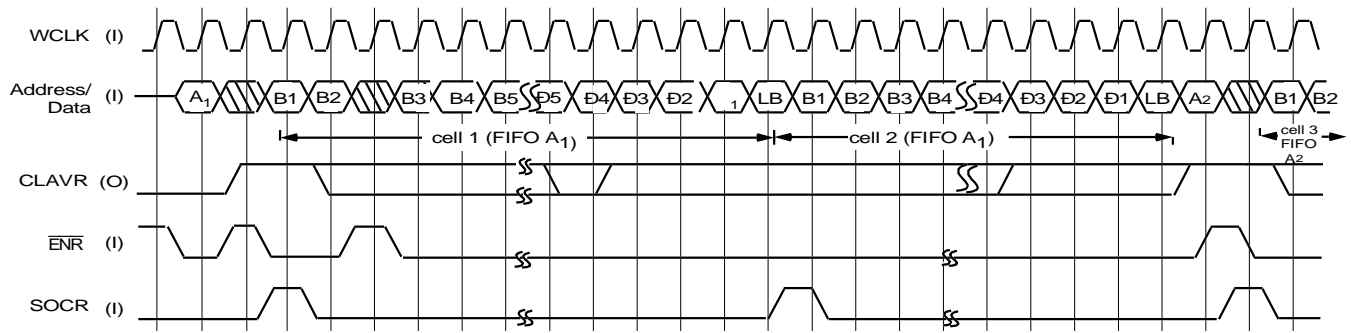 WCLK (I)
Address/ Data (I) A1 B1 B2 B3 B4 B5 Đ5 Đ4 Đ3 Đ2 1 LB B1 B2 B3 B4 Đ4 Đ3 Đ2 Đ1 LB A2 B1 B2
cell 1 (FIFO A1) cell 2 (FIFO A1) cell 3 FIFO A2
CLAVR (O)
ENR (I)
SOCR (I)